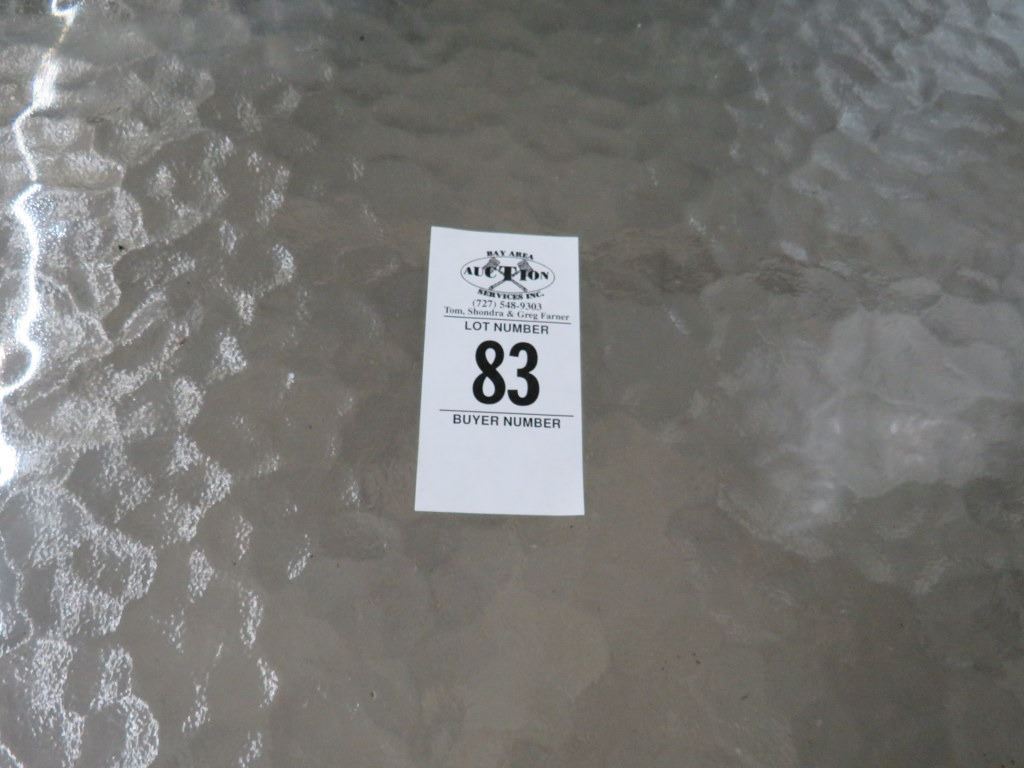 BAY AREA
AUCTION
SERVICES INC.
(727) 548-9303
Tom, Shondra & Greg Farner
LOT NUMBER
83
BUYER NUMBER